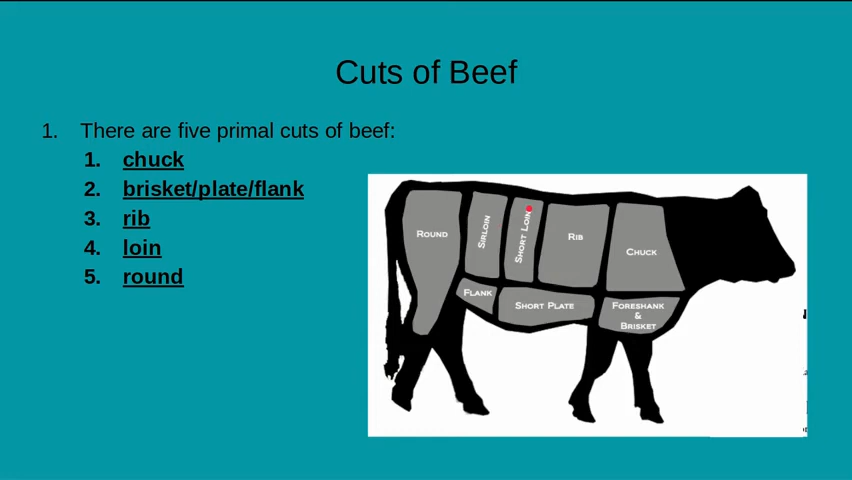 Cuts of Beef
1. There are five primal cuts of beef:
1. chuck
2. brisket/plate/flank
3. rib
4. loin
5. round
ROUND
SIRLOIN
SHORT LOIN
RIB
CHUCK
FLANK
SHORT PLATE
FORESHANK
&
BRISKET